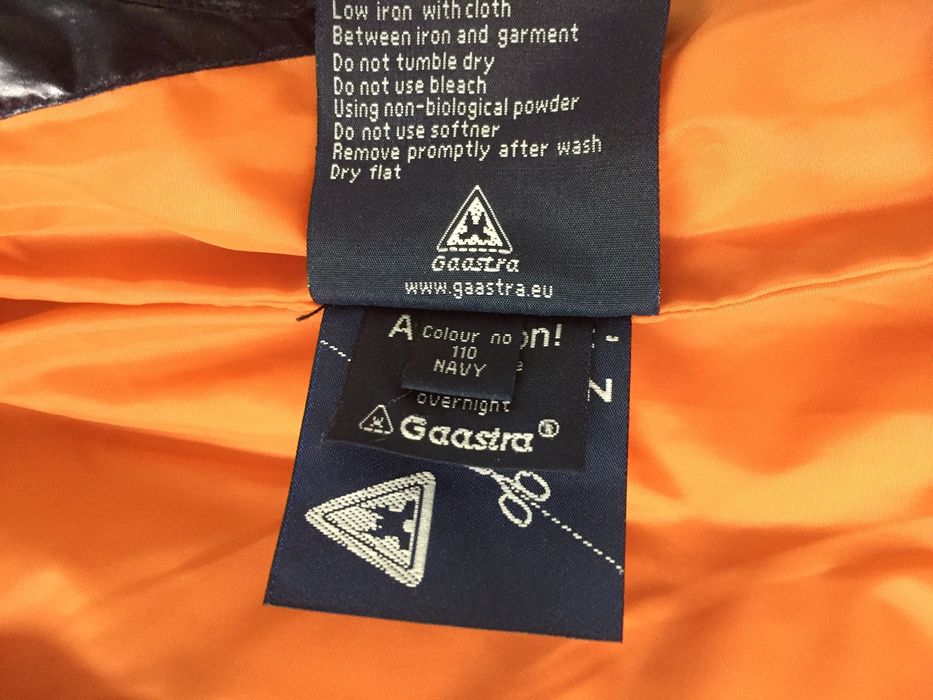 Low iron with cloth
Between iron and garment
Do not tumble dry
Do not use bleach
Using non-biological powder
Do not use softner
Remove promptly after wash
Dry flat
Gaastra
www.gaastra.eu
Colour no
110
NAVY
overnight
Gaastra®